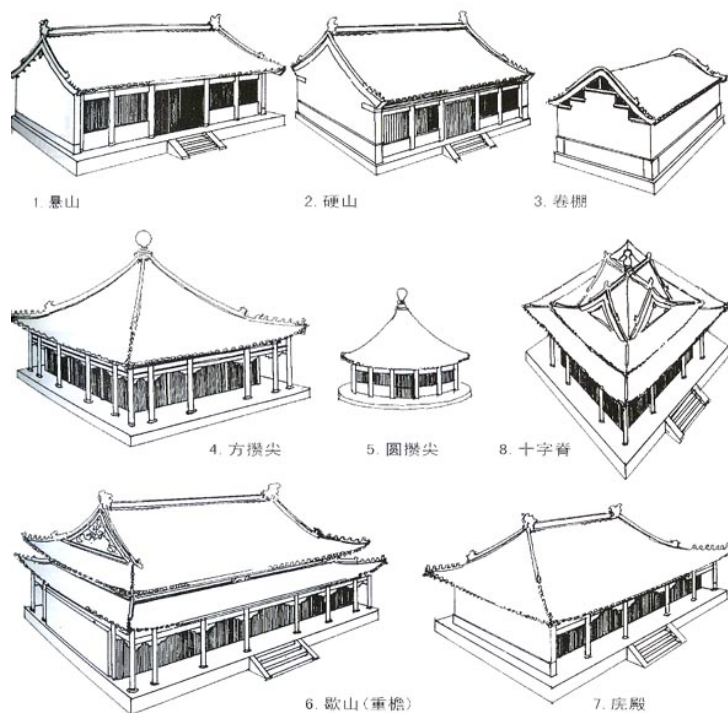 1. 悬山
2. 硬山
3. 卷棚
4. 方攒尖
5. 圆攒尖
8. 十字脊
6. 歇山(重檐)
7. 庑殿